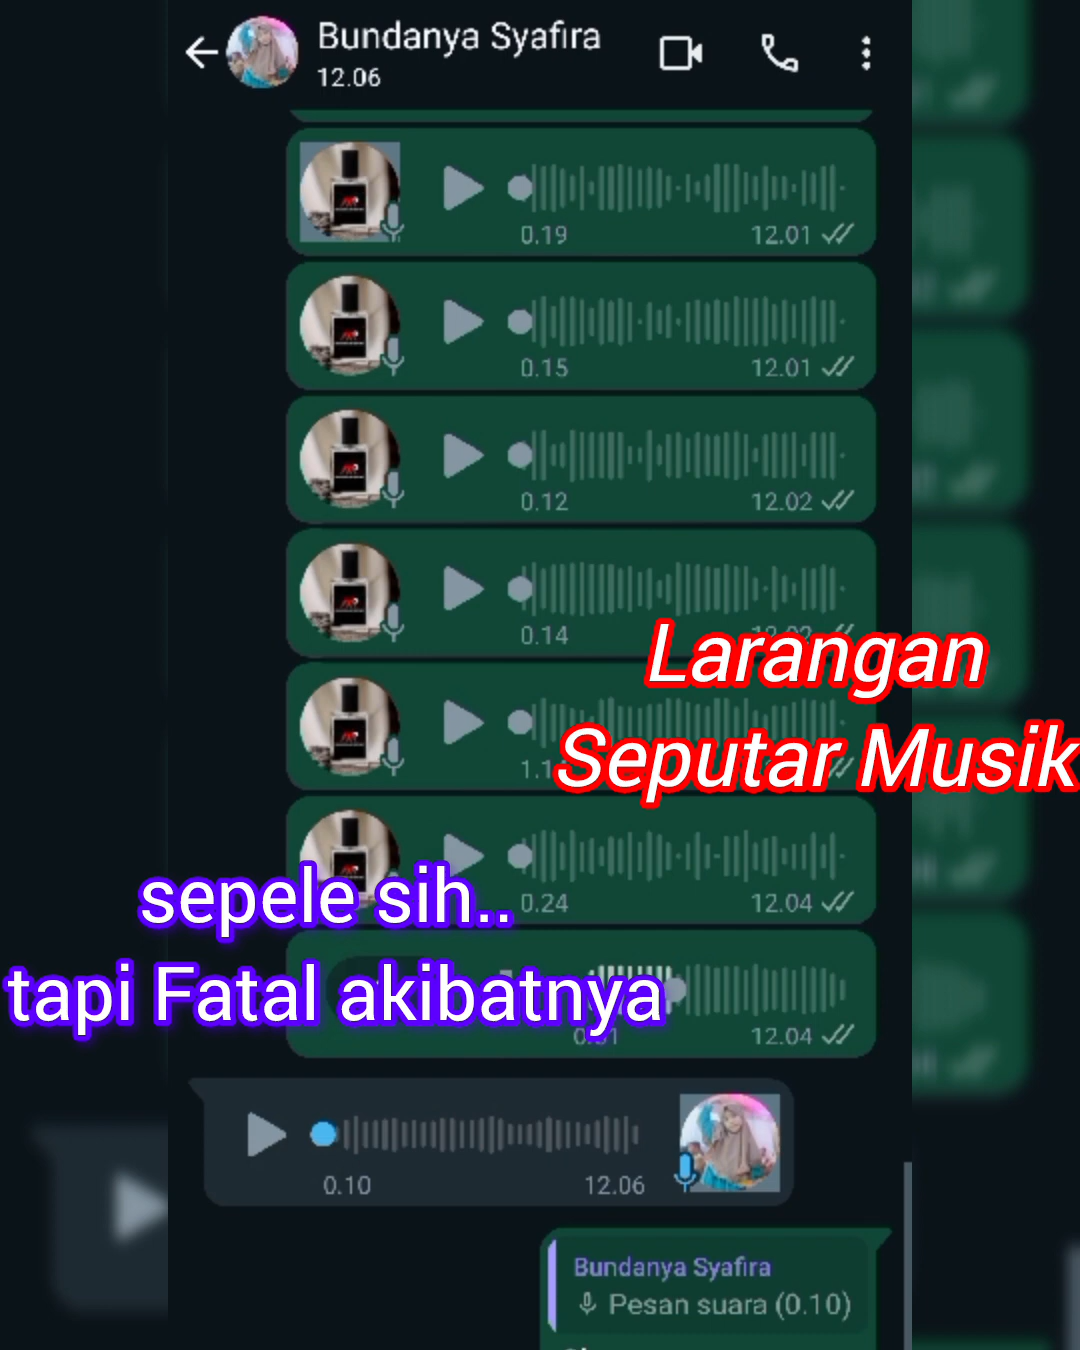 Bundanya Syafira
12.06
0.19 12.01
0.15 12.01
0.12 12.02
0.14 12.02
Larangan
Seputar Musik
sepele sih..
0.24 12.04
tapi Fatal akibatnya
12.04
0.10 12.06
Bundanya Syafira
Pesan suara (0.10)